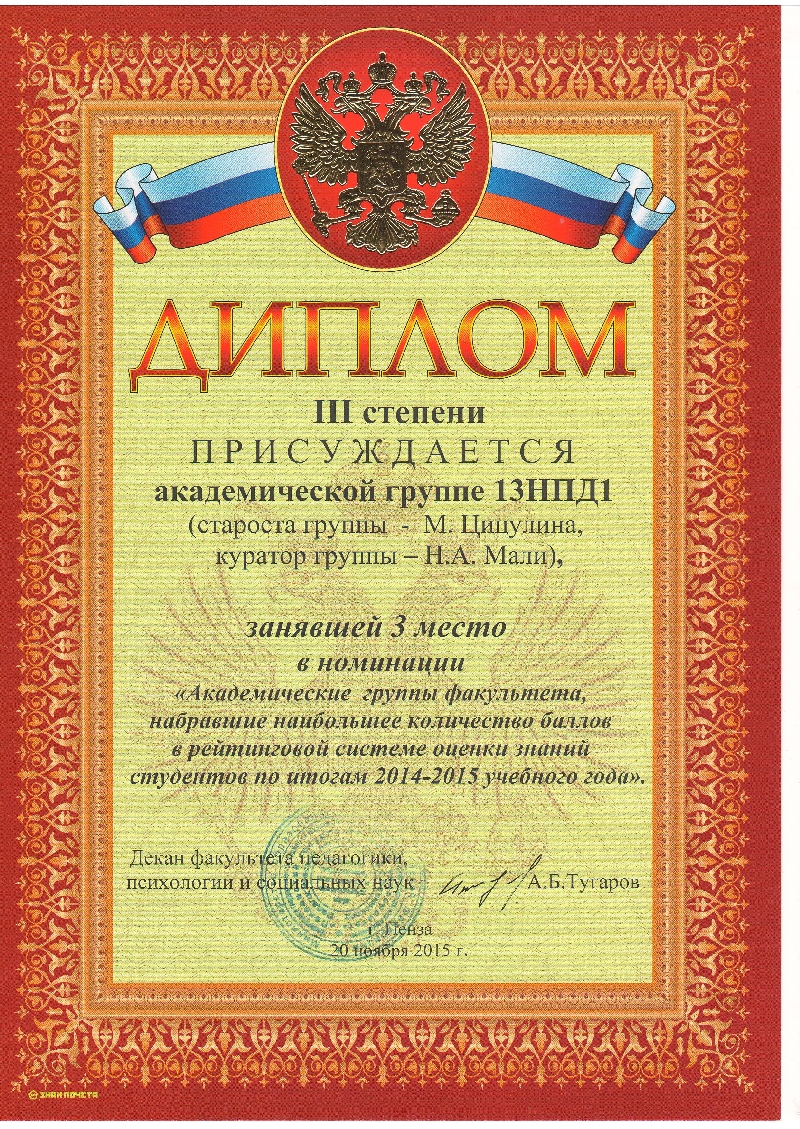 ДИПЛОМ
III степени
ПРИСУЖДАЕТСЯ
академической группе 13НПД1
(староста группы - М. Цицулина,
куратор группы – Н.А. Мали),
занявшей 3 место
в номинации
«Академические группы факультета,
набравшие наибольшее количество баллов
в рейтинговой системе оценки знаний
студентов по итогам 2014-2015 учебного года».
Декан факультета педагогики,
психологии и социальных наук А.Б.Тугаров
г. Пенза
20 ноября 2015 г.
ЗНАК ПОЧЕТА